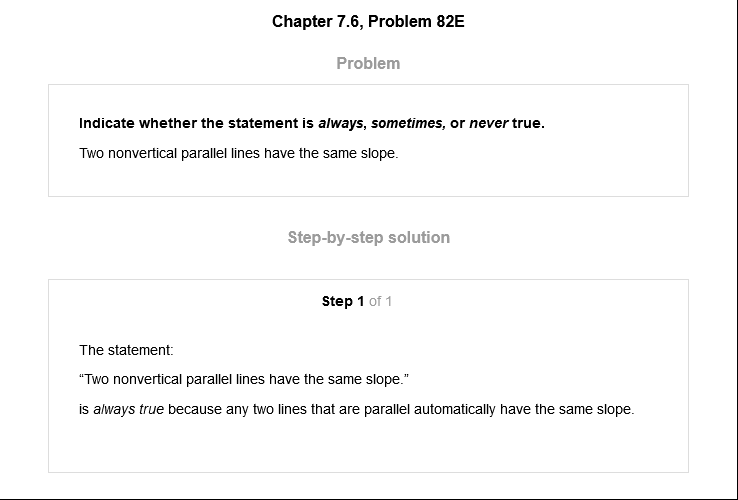 Chapter 7.6, Problem 82E
Problem
Indicate whether the statement is always, sometimes, or never true.
Two nonvertical parallel lines have the same slope.
Step-by-step solution
Step 1 of 1
The statement:
“Two nonvertical parallel lines have the same slope.”
is always true because any two lines that are parallel automatically have the same slope.